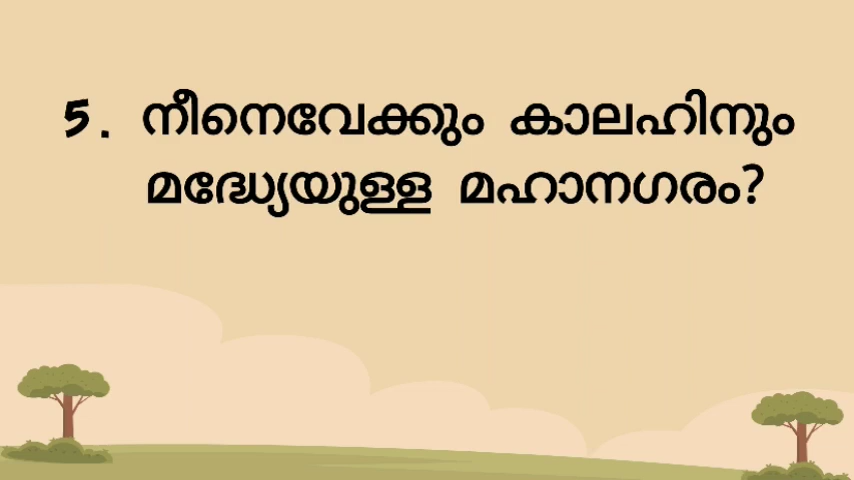 5. നീനെവേക്കും കാലഹിനും
മദ്ധ്യേയുള്ള മഹാനഗരം?